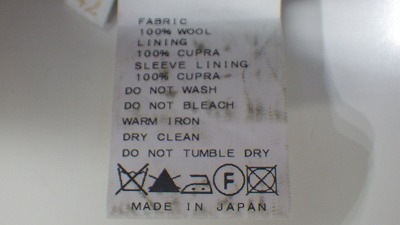 FABRIC
100% WOOL
LINING
100% CUPRA
SLEEVE LINING
100% CUPRA
DO NOT WASH
DO NOT BLEACH
WARM IRON
DRY CLEAN
DO NOT TUMBLE DRY
F
MADE IN JAPAN